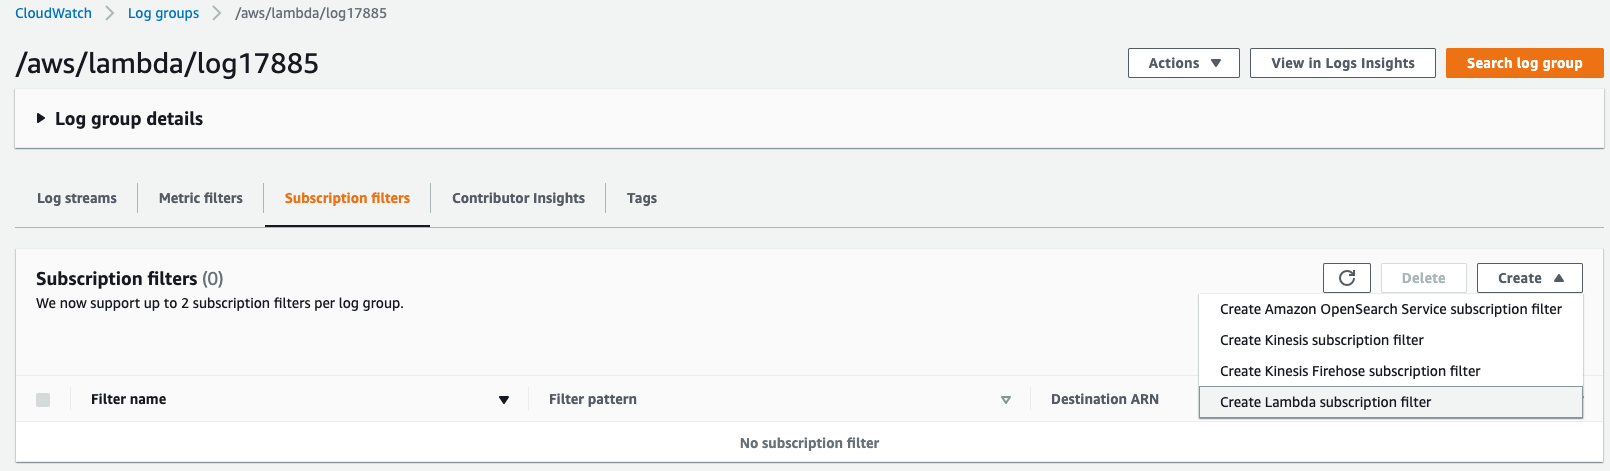 CloudWatch > Log groups > /aws/lambda/log17885
/aws/lambda/log17885
Actions ▼ View in Logs Insights Search log group
Log group details
Log streams Metric filters Subscription filters Contributor Insights Tags
Subscription filters (0)
Delete Create ▲
We now support up to 2 subscription filters per log group.
Create Amazon OpenSearch Service subscription filter
Create Kinesis subscription filter
Create Kinesis Firehose subscription filter
Create Lambda subscription filter
Filter name Filter pattern Destination ARN
No subscription filter